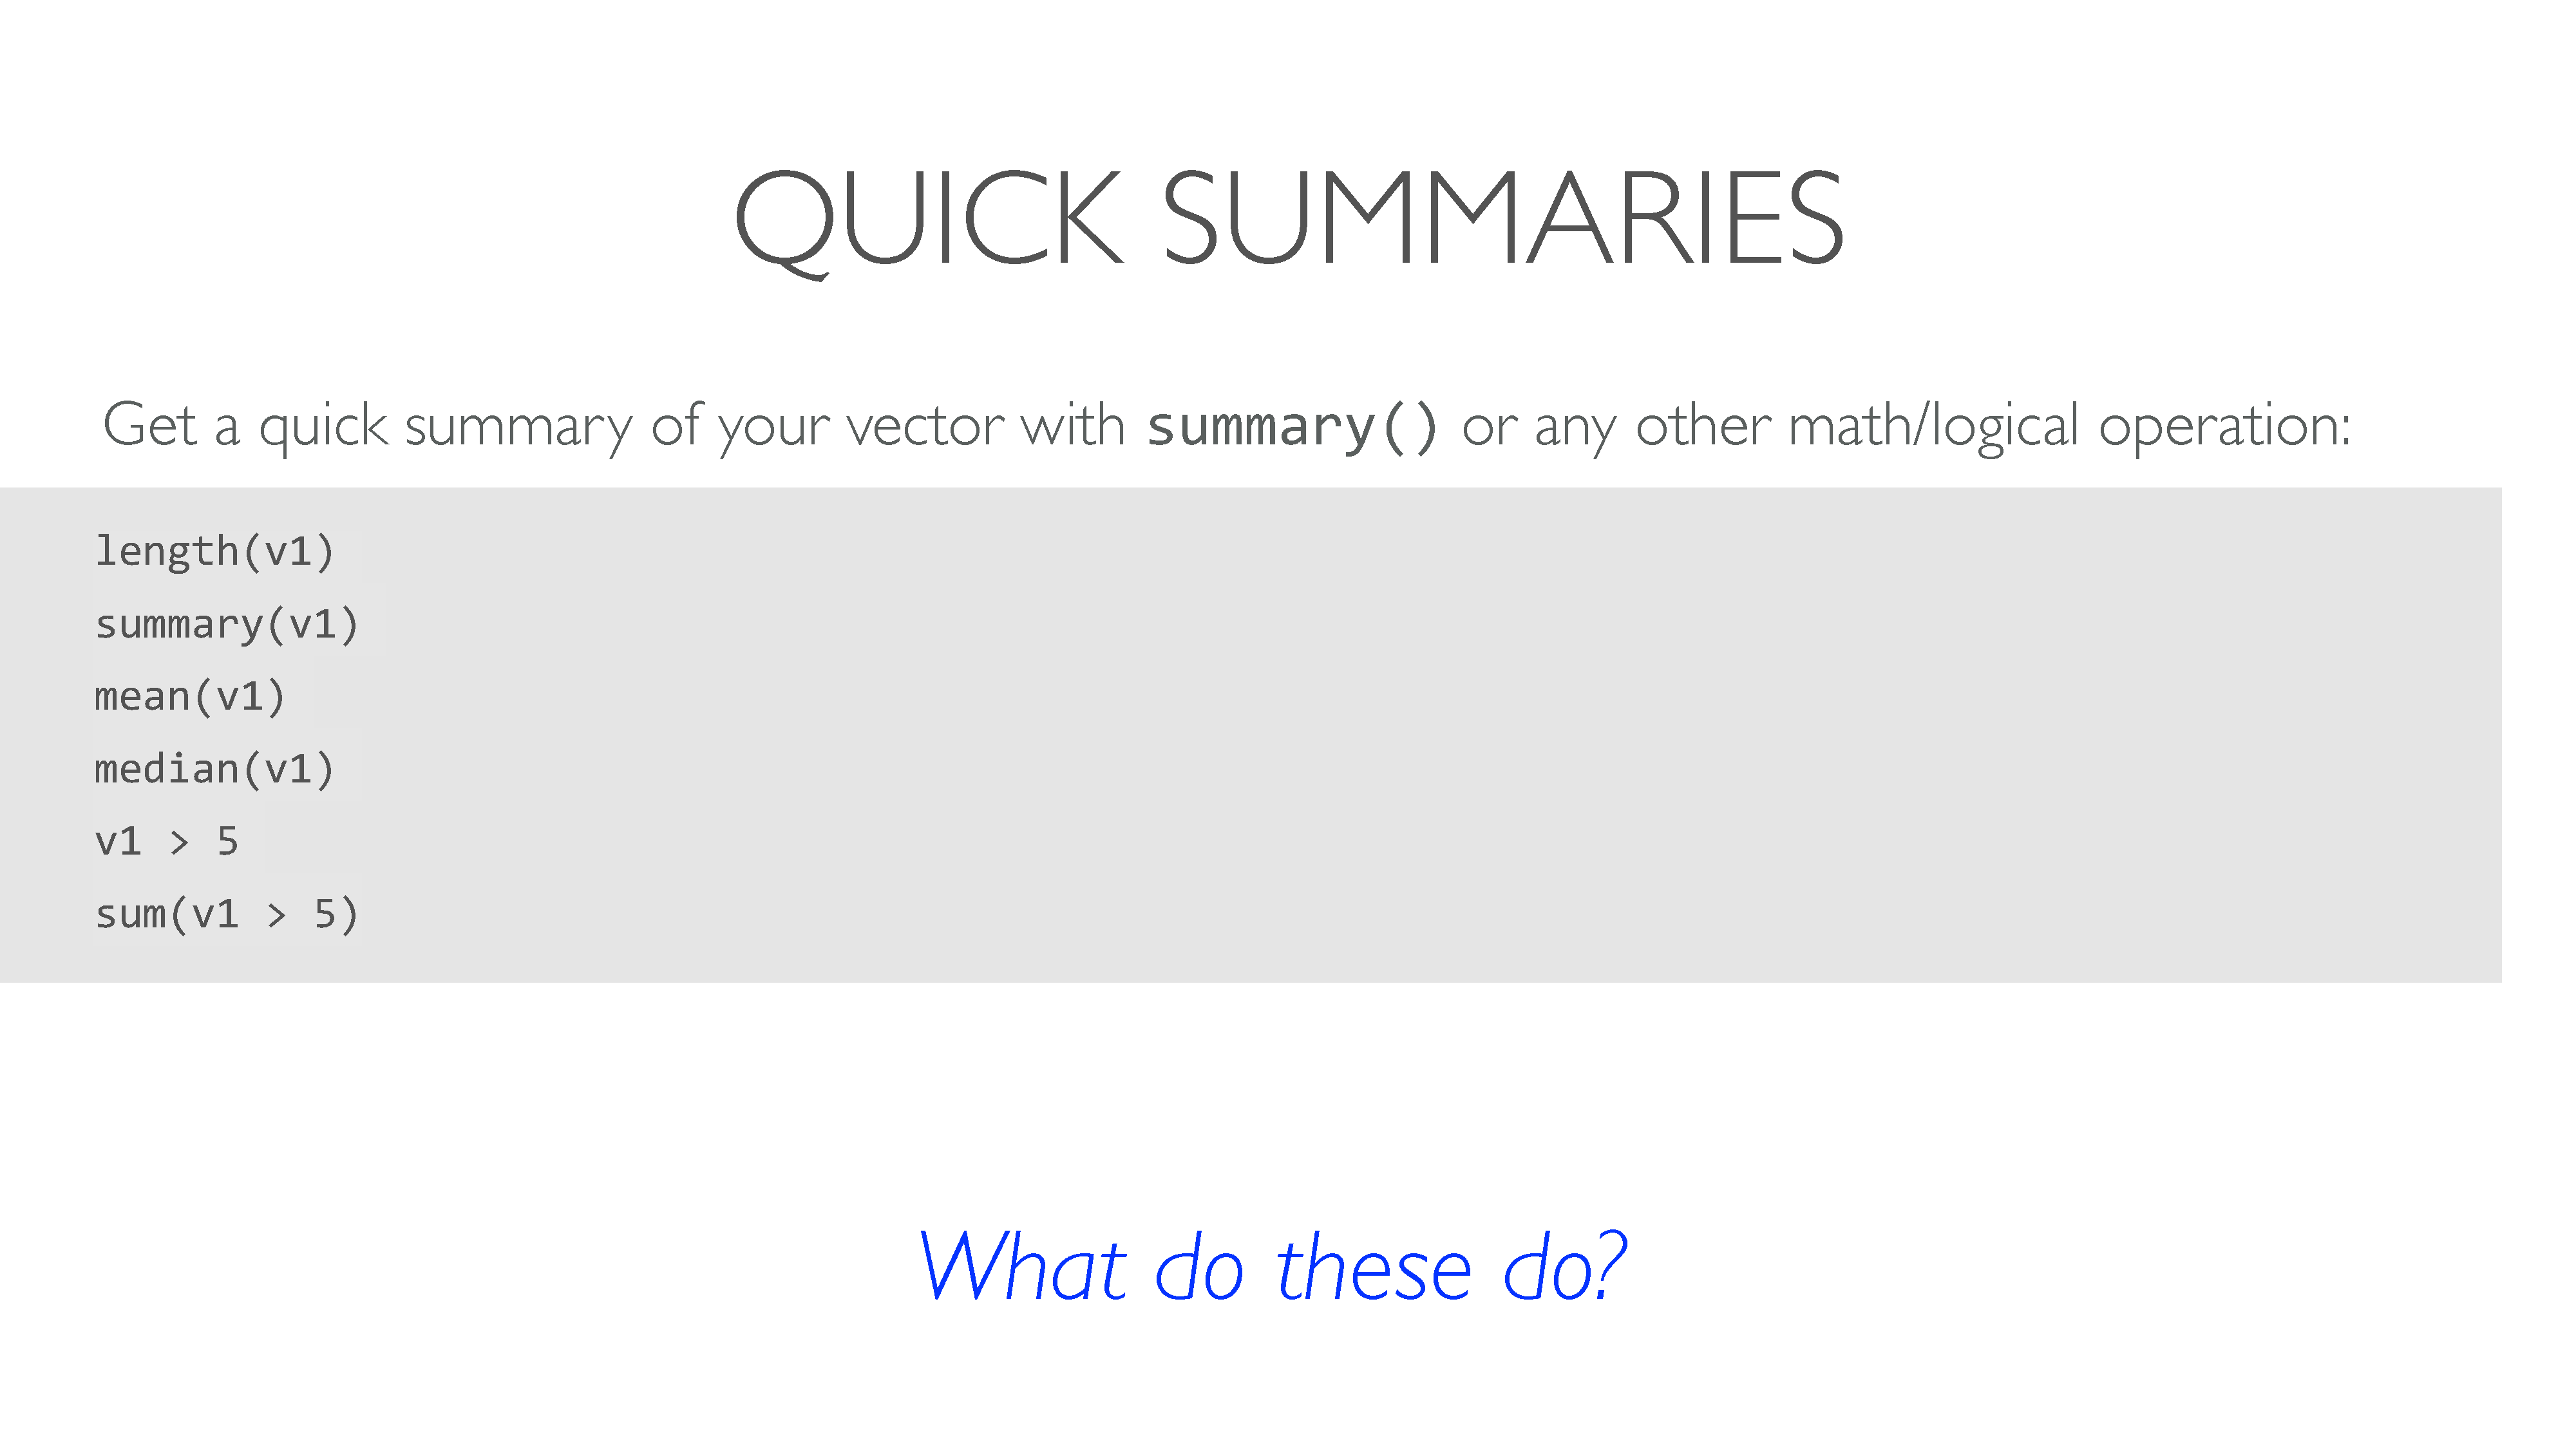 QUICK SUMMARIES
Get a quick summary of your vector with summary() or any other math/logical operation:
length(v1)
summary(v1)
mean(v1)
median(v1)
v1 > 5
sum(v1 > 5)
What do these do?